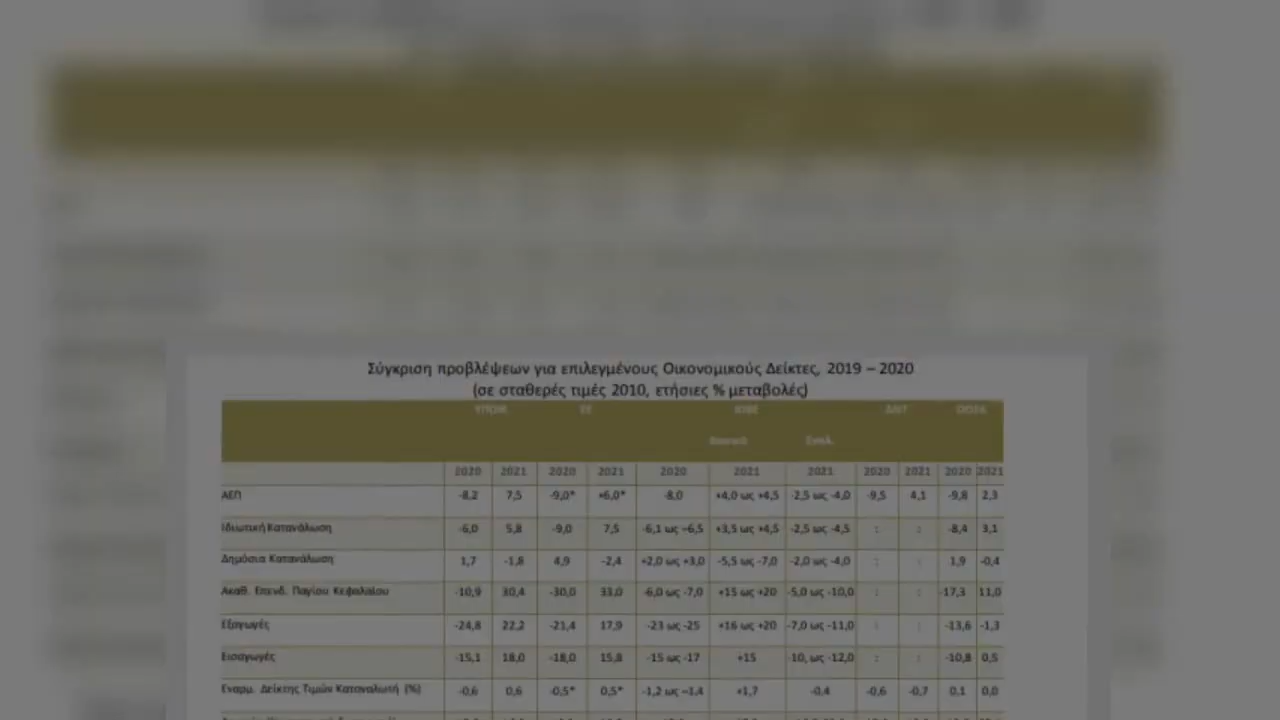 Σύγκριση προβλέψεων για επιλεγμένους Οικονομικούς Δείκτες, 2019 – 2020
(σε σταθερές τιμές 2010, ετήσιες % μεταβολές)
ΥΠΟΙΚ ΕΕ ΙΟΒΕ ΔΝΤ ΟΟΣΑ
Βασικό Εναλ.
2020 2021 2020 2021 2020 2021 2021 2020 2021 2020 2021
ΑΕΠ -8,2 7,5 -9,0* +6,0* -8,0 +4,0 ως +4,5 -2,5 ως -4,0 -9,5 4,1 -9,8 2,3
Ιδιωτική Κατανάλωση -6,0 5,8 -9,0 7,5 -6,1 ως –6,5 +3,5 ως +4,5 -2,5 ως -4,5 : : -8,4 3,1
Δημόσια Κατανάλωση 1,7 -1,8 4,9 -2,4 +2,0 ως +3,0 -5,5 ως -7,0 -2,0 ως -4,0 : : 1,9 -0,4
Ακαθ. Επενδ. Παγίου Κεφαλαίου -10,9 30,4 -30,0 33,0 -6,0 ως -7,0 +15 ως +20 -5,0 ως -10,0 : : -17,3 11,0
Εξαγωγές -24,8 22,2 -21,4 17,9 -23 ως -25 +16 ως +20 -7,0 ως -11,0 : : -13,6 -1,3
Εισαγωγές -15,1 18,0 -18,0 15,8 -15 ως -17 +15 -10, ως -12,0 : : -10,8 0,5
Εναρμ. Δείκτης Τιμών Καταναλωτή (%) -0,6 0,6 -0,5* 0,5* -1,2 ως –1,4 +1,7 -0,4 -0,6 -0,7 0,1 0,0